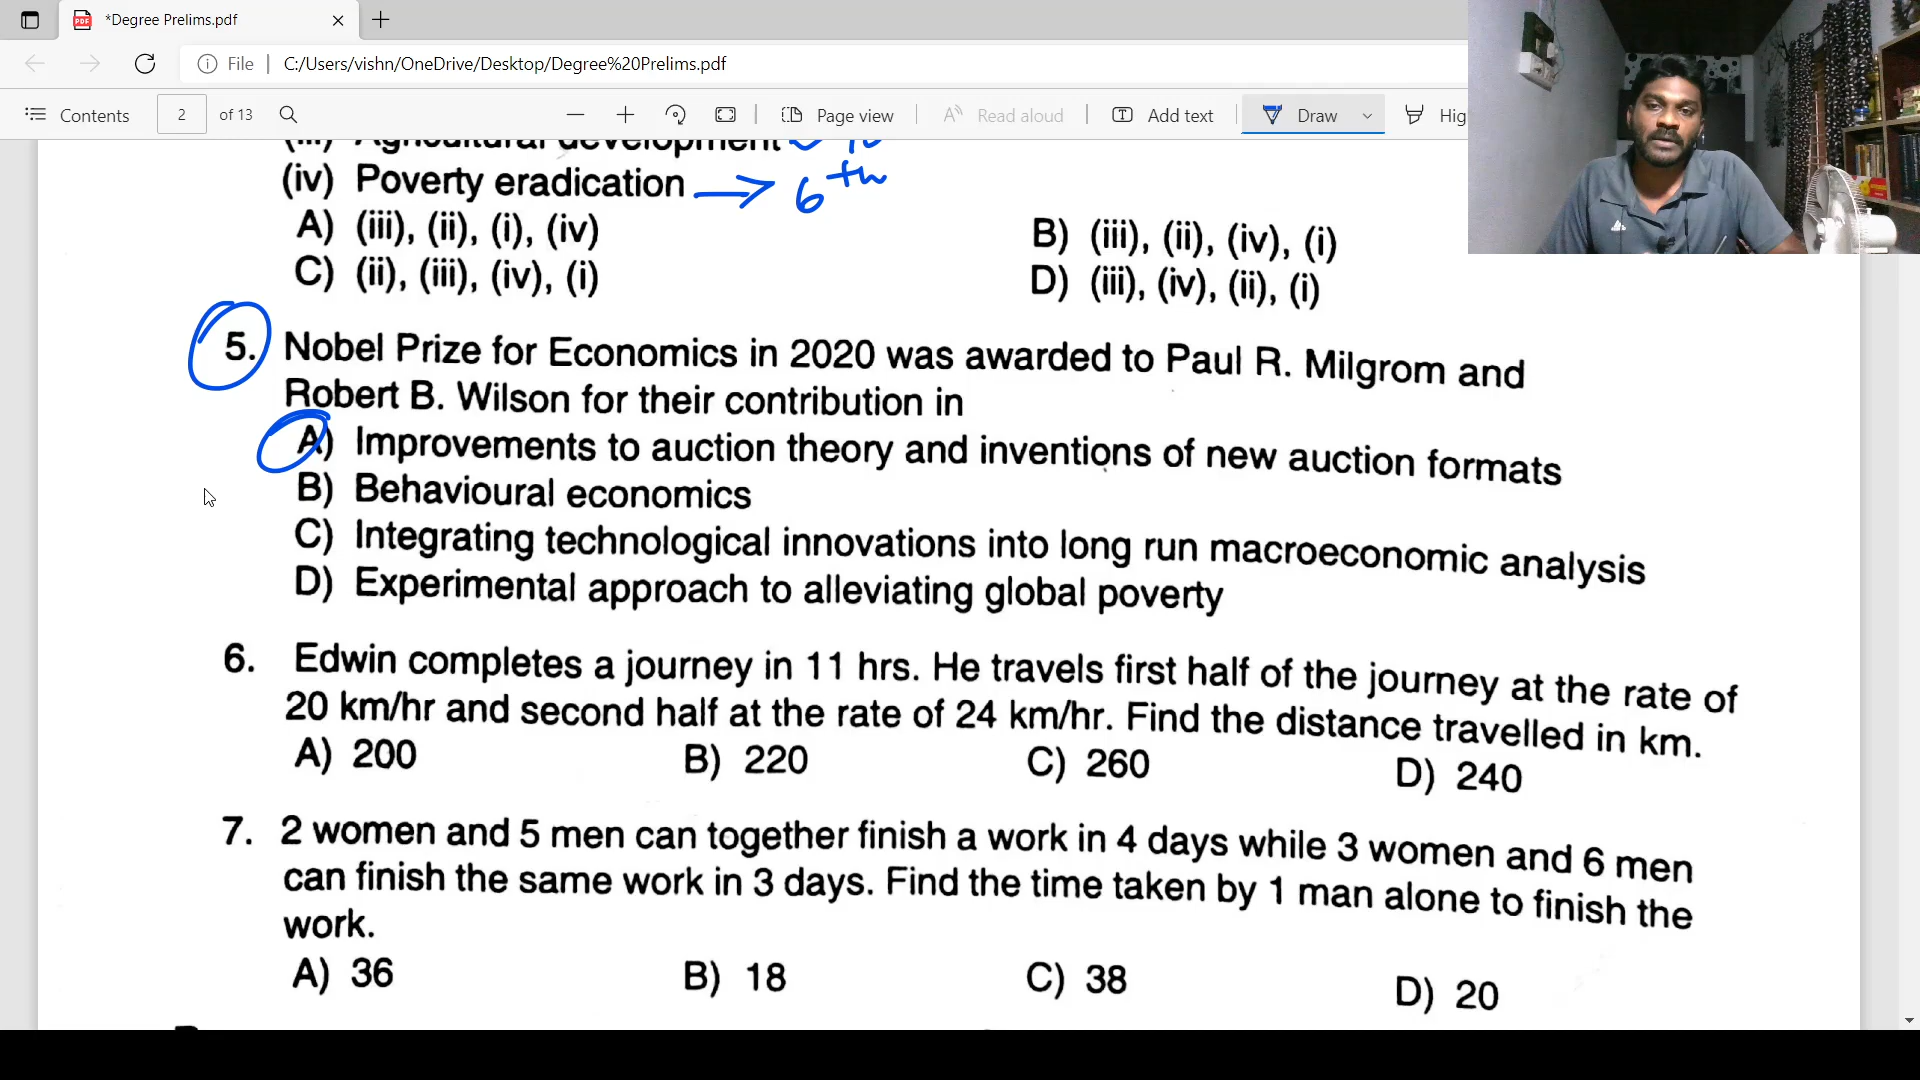 *Degree Prelims.pdf
File C:/Users/vishn/OneDrive/Desktop/Degree%20Prelims.pdf
Contents 2 of 13 Page view Read aloud Add text Draw Hig
(iii) Agricultural development
(iv) Poverty eradication → 6th
A) (iii), (ii), (i), (iv) B) (iii), (ii), (iv), (i)
C) (ii), (iii), (iv), (i) D) (iii), (iv), (ii), (i)
5. Nobel Prize for Economics in 2020 was awarded to Paul R. Milgrom and
Robert B. Wilson for their contribution in
A) Improvements to auction theory and inventions of new auction formats
B) Behavioural economics
C) Integrating technological innovations into long run macroeconomic analysis
D) Experimental approach to alleviating global poverty
6. Edwin completes a journey in 11 hrs. He travels first half of the journey at the rate of
20 km/hr and second half at the rate of 24 km/hr. Find the distance travelled in km.
A) 200 B) 220 C) 260 D) 240
7. 2 women and 5 men can together finish a work in 4 days while 3 women and 6 men
can finish the same work in 3 days. Find the time taken by 1 man alone to finish the
work.
A) 36 B) 18 C) 38 D) 20